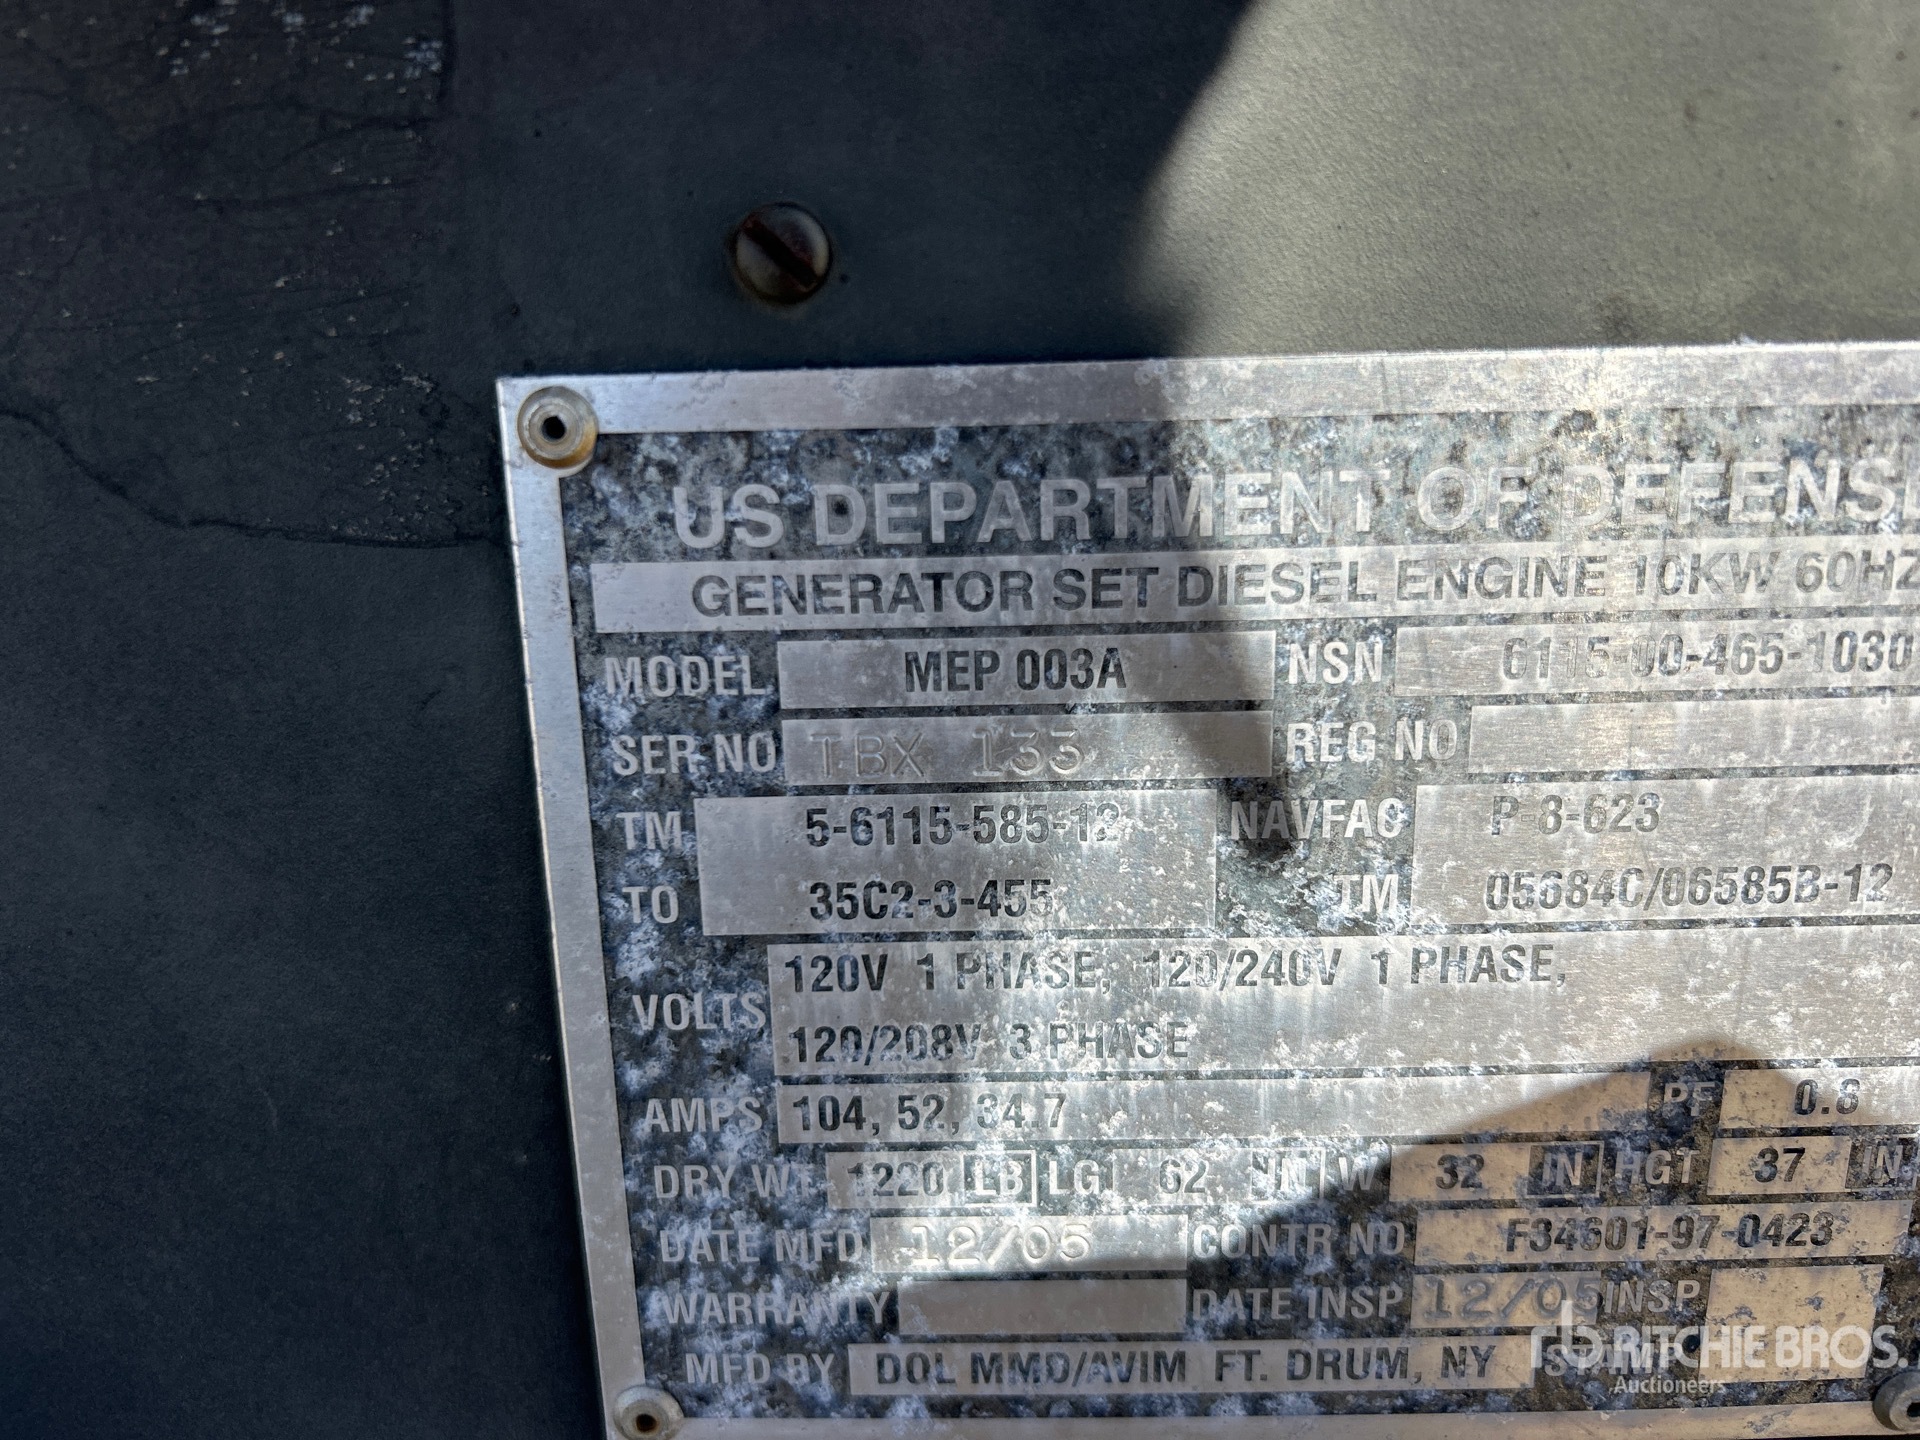 US DEPARTMENT OF DEFENSE
GENERATOR SET DIESEL ENGINE 10KW 60HZ
MODEL MEP 003A NSN 6115-00-465-1030
SER NO TBX 133 REG NO
TM 5-6115-585-12 NAVFAC P-8-623
TO 35C2-3-455 TM 05684C/06585B-12
VOLTS 120V 1 PHASE, 120/240V 1 PHASE,
120/208V 3 PHASE
AMPS 104, 52, 34.7 PF 0.8
DRY WT 1220 LB LG 62 IN W 32 IN HGT 37 IN
DATE MFD 12/05 CONTR NO F34601-97-0423
WARRANTY DATE INSP 12/05 INSP
MFD BY DOL MMD/AVIM FT. DRUM, NY
rb RITCHIE BROS.
Auctioneers